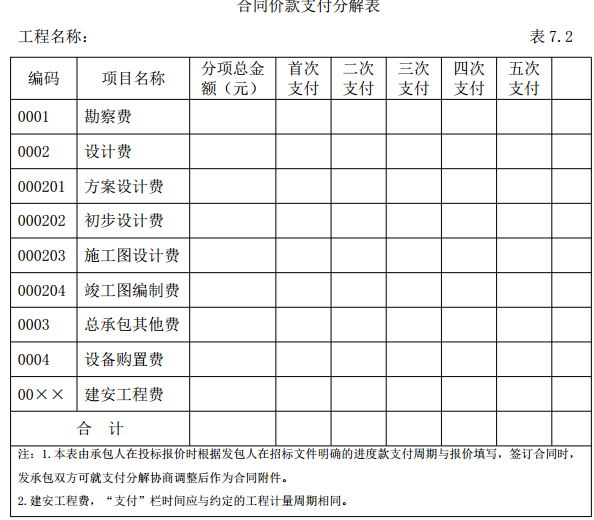 合同价款支付分解表
工程名称： 表 7.2
编码 项目名称 分项总金额（元） 首次支付 二次支付 三次支付 四次支付 五次支付
0001 勘察费
0002 设计费
000201 方案设计费
000202 初步设计费
000203 施工图设计费
000204 竣工图编制费
0003 总承包其他费
0004 设备购置费
00×× 建安工程费
合 计
注：1.本表由承包人在投标报价时根据发包人在招标文件明确的进度款支付周期与报价填写，签订合同时，
发承包双方可就支付分解协商调整后作为合同附件。
2.建安工程费，“支付”栏时间应与约定的工程计量周期相同。